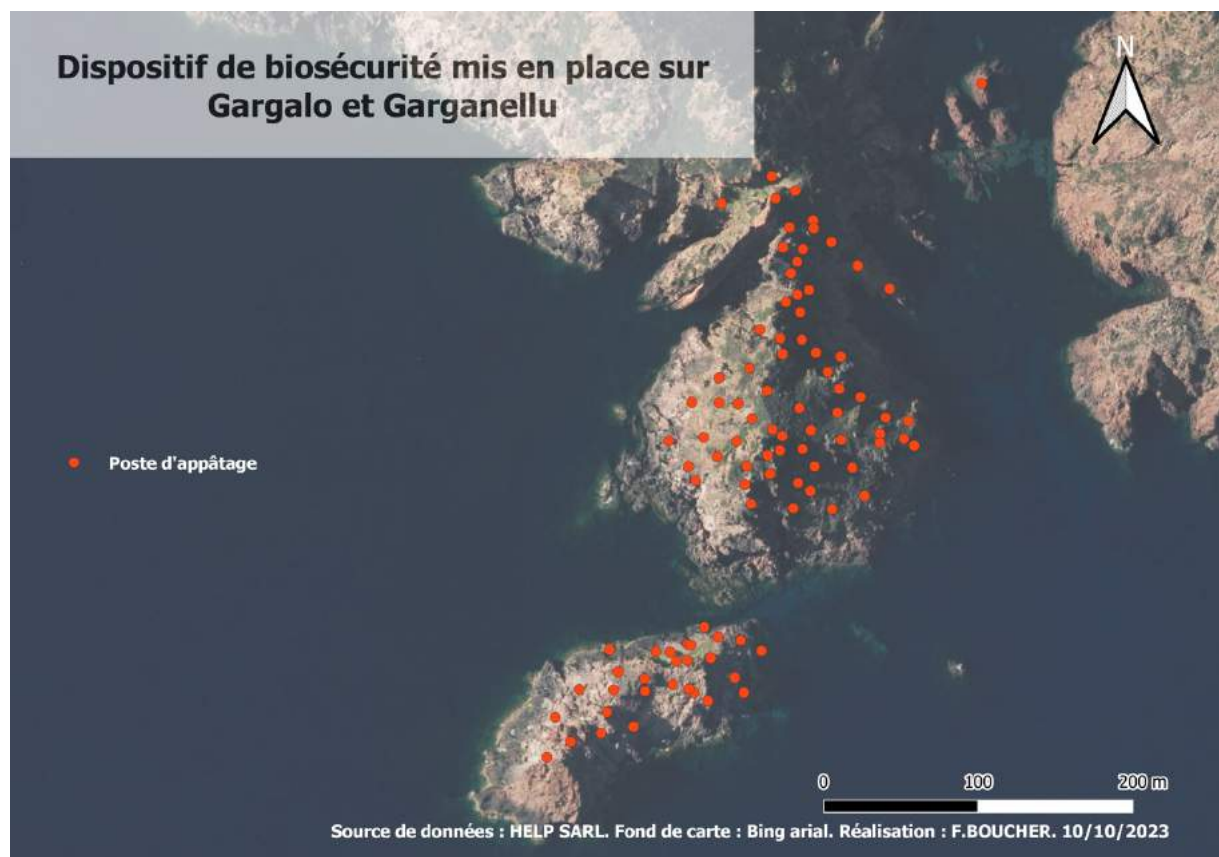 Dispositif de biosécurité mis en place sur
Gargalo et Garganellu
N
Poste d'appâtage
0 100 200 m
Source de données : HELP SARL. Fond de carte : Bing arial. Réalisation : F.BOUCHER. 10/10/2023